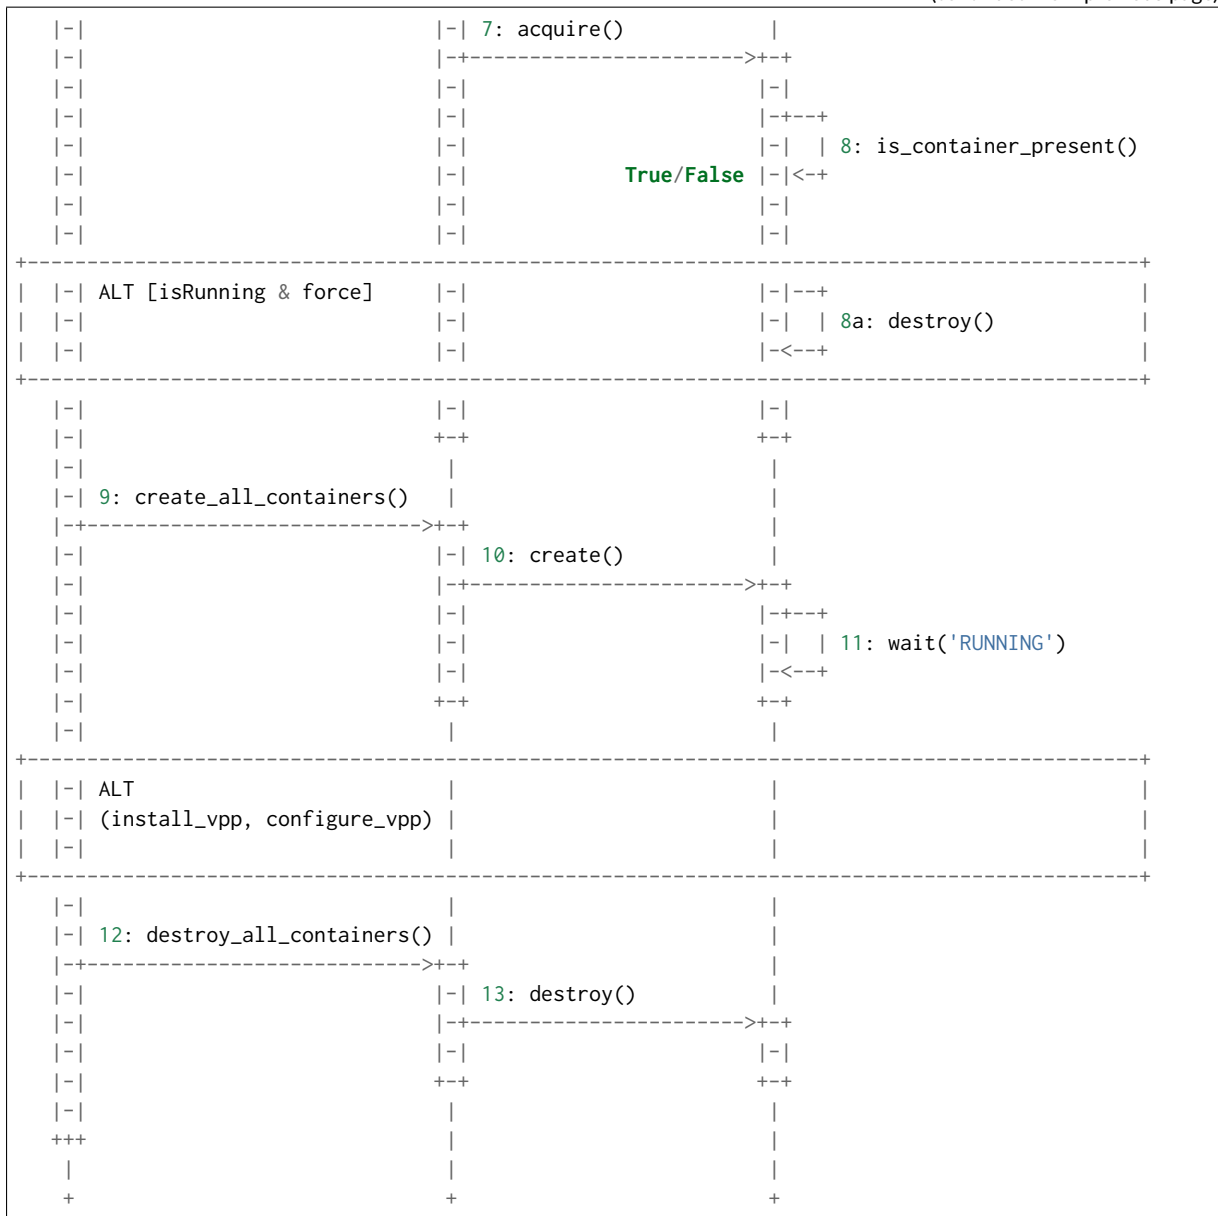 |-|                              |-| 7: acquire()            |
|-|                              |-+----------------------->+-+
|-|                              |-|                        |-|
|-|                              |-|                        |-+--+
|-|                              |-|                        |-|  | 8: is_container_present()
|-|                              |-|             True/False |-|<-+
|-|                              |-|                        |-|
|-|                              |-|                        |-|
+----------------------------------------------------------------------------------------------+
|  |-| ALT [isRunning & force]     |-|                        |-|--+                           |
|  |-|                              |-|                        |-|  | 8a: destroy()             |
|  |-|                              |-|                        |-<--+                           |
+----------------------------------------------------------------------------------------------+
|-|                              |-|                        |-|
|-|                              +-+                        +-+
|-|                               |                          |
|-| 9: create_all_containers()    |                          |
|-+---------------------------->+-+                          |
|-|                              |-| 10: create()            |
|-|                              |-+----------------------->+-+
|-|                              |-|                        |-+--+
|-|                              |-|                        |-|  | 11: wait('RUNNING')
|-|                              |-|                        |-<--+
|-|                              +-+                        +-+
|-|                               |                          |
+----------------------------------------------------------------------------------------------+
|  |-| ALT                           |                          |                              |
|  |-| (install_vpp, configure_vpp) |                          |                              |
|  |-|                               |                          |                              |
+----------------------------------------------------------------------------------------------+
|-|                               |                          |
|-| 12: destroy_all_containers() |                          |
|-+---------------------------->+-+                          |
|-|                              |-| 13: destroy()           |
|-|                              |-+----------------------->+-+
|-|                              |-|                        |-|
|-|                              +-+                        +-+
|-|                               |                          |
+++                               |                          |
|                                |                          |
+                                +                          +